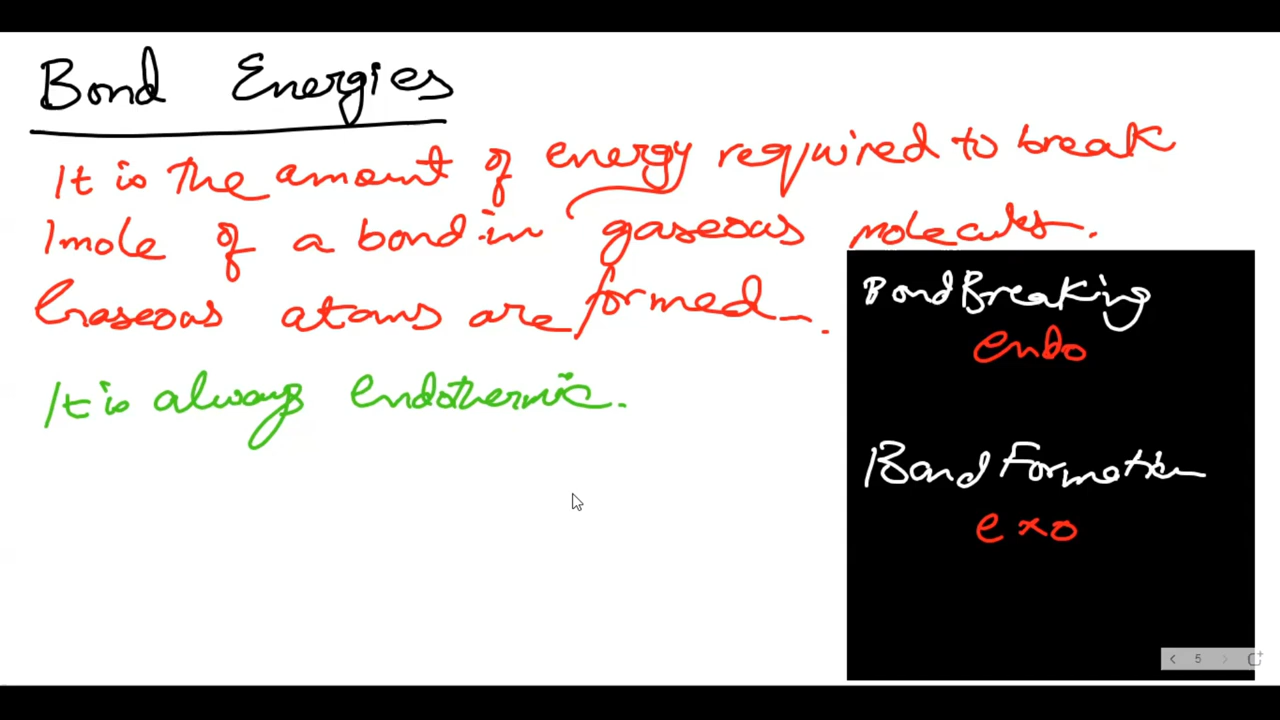 Bond Energies
It is the amount of energy required to break
1mole of a bond in gaseous molecules.
Gaseous atoms are formed.
It is always endothermic.
Bond Breaking
endo
Bond Formation
exo
5